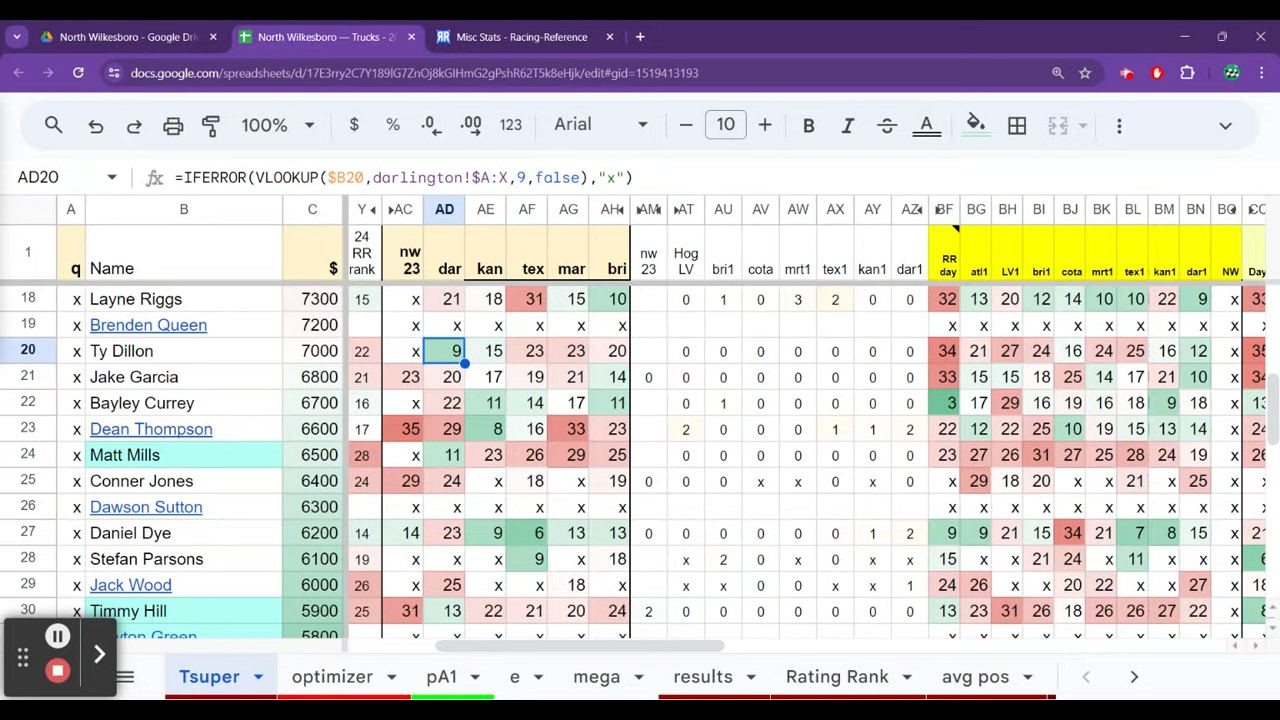 North Wilkesboro - Google Dri
North Wilkesboro — Trucks - 2
Misc Stats - Racing-Reference
docs.google.com/spreadsheets/d/17E3rry2C7Y189lG7ZnOj8kGIHmG2gPshR62T5k8eHjk/edit#gid=1519413193
100% $ % .0 .00 123 Arial 10 B I A
AD20 =IFERROR(VLOOKUP($B20,darlington!$A:X,9,false),"x")
A B C Y AC AD AE AF AG AH AM AT AU AV AW AX AY AZ BF BG BH BI BJ BK BL BM BN BO CO
1 q Name $ 24 RR rank nw 23 dar kan tex mar bri nw 23 Hog LV bri1 cota mrt1 tex1 kan1 dar1 RR day atl1 LV1 bri1 cota mrt1 tex1 kan1 dar1 NW Day
18 x Layne Riggs 7300 15 x 21 18 31 15 10 0 1 0 3 2 0 0 32 13 20 12 14 10 10 22 9 x 33
19 x Brenden Queen 7200 x x x x x x x x x x x x x x x x
20 x Ty Dillon 7000 22 x 9 15 23 23 20 0 0 0 0 0 0 0 34 21 27 24 16 24 25 16 12 x 35
21 x Jake Garcia 6800 21 23 20 17 19 21 14 0 0 0 0 0 0 0 0 33 15 15 18 25 14 17 21 10 x 34
22 x Bayley Currey 6700 16 x 22 11 14 17 11 0 1 0 0 0 0 0 3 17 29 16 19 16 18 9 18 x 13
23 x Dean Thompson 6600 17 35 29 8 16 33 23 2 0 0 0 1 1 2 22 12 22 25 10 19 15 13 14 x 24
24 x Matt Mills 6500 28 x 11 23 26 29 25 0 0 0 0 0 0 0 23 27 26 31 27 25 28 24 19 x 26
25 x Conner Jones 6400 24 29 24 x 18 x 19 0 0 0 x x 0 x 0 x 29 18 20 x x 21 x 25 x x
26 x Dawson Sutton 6300 x x x x x x x x x x x x x x x x
27 x Daniel Dye 6200 14 14 23 9 6 13 13 0 0 0 0 0 0 1 2 9 9 21 15 34 21 7 8 15 x 21
28 x Stefan Parsons 6100 19 x x x 9 x 18 x 2 0 x 0 x x 15 x x 21 24 x 11 x x x 6
29 x Jack Wood 6000 26 x 25 x x 18 x 0 x x 0 0 x x 1 24 26 x x 20 22 x x 27 x 18
30 x Timmy Hill 5900 25 31 13 22 21 20 24 2 0 0 0 0 0 0 0 13 23 31 26 18 26 26 27 22 x 8
5800 x x x x x x x x x x x x x x x x
Tsuper optimizer pA1 e mega results Rating Rank avg pos